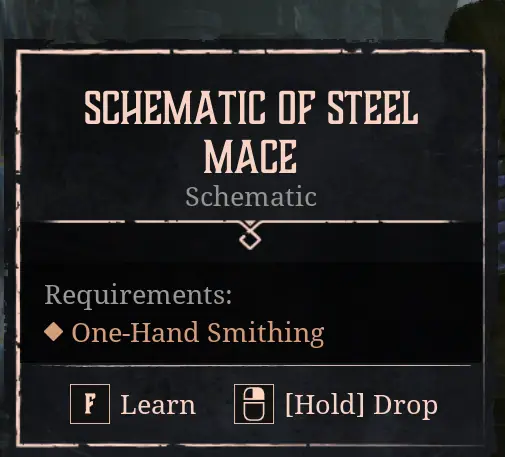 SCHEMATIC OF STEEL
MACE
Schematic
Requirements:
One-Hand Smithing
F Learn [Hold] Drop